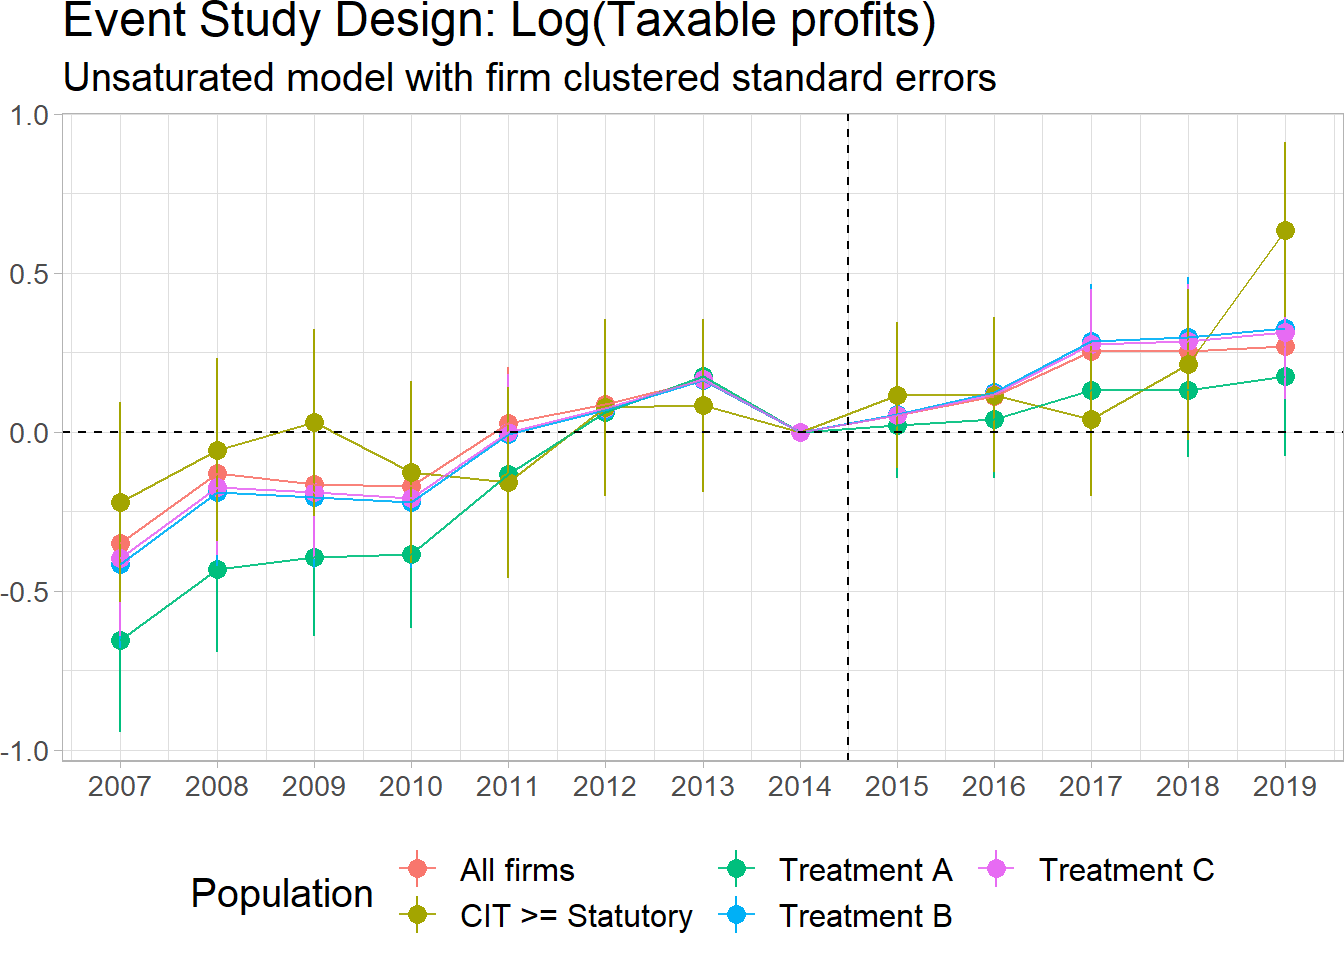 Event Study Design: Log(Taxable profits)
Unsaturated model with firm clustered standard errors
1.0
0.5
0.0
-0.5
-1.0
2007 2008 2009 2010 2011 2012 2013 2014 2015 2016 2017 2018 2019
Population
All firms Treatment A Treatment C
CIT >= Statutory Treatment B